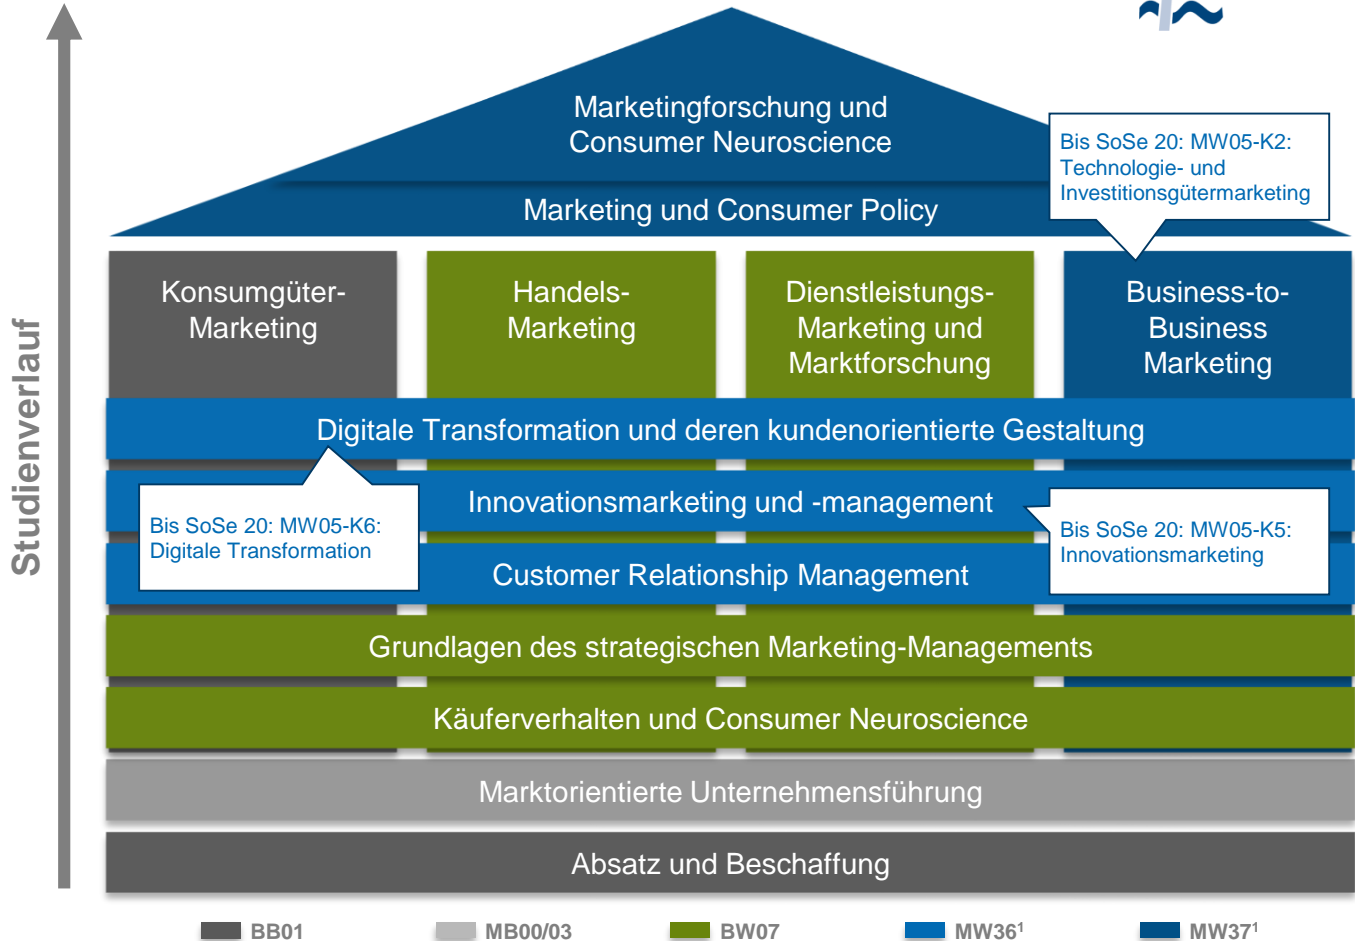 Studienverlauf
Marketingforschung und
Consumer Neuroscience
Marketing und Consumer Policy
Bis SoSe 20: MW05-K2:
Technologie- und
Investitionsgütermarketing
Konsumgüter-
Marketing
Handels-
Marketing
Dienstleistungs-
Marketing und
Marktforschung
Business-to-
Business
Marketing
Digitale Transformation und deren kundenorientierte Gestaltung
Innovationsmarketing und -management
Bis SoSe 20: MW05-K6:
Digitale Transformation
Bis SoSe 20: MW05-K5:
Innovationsmarketing
Customer Relationship Management
Grundlagen des strategischen Marketing-Managements
Käuferverhalten und Consumer Neuroscience
Marktorientierte Unternehmensführung
Absatz und Beschaffung
BB01
MB00/03
BW07
MW36¹
MW37¹